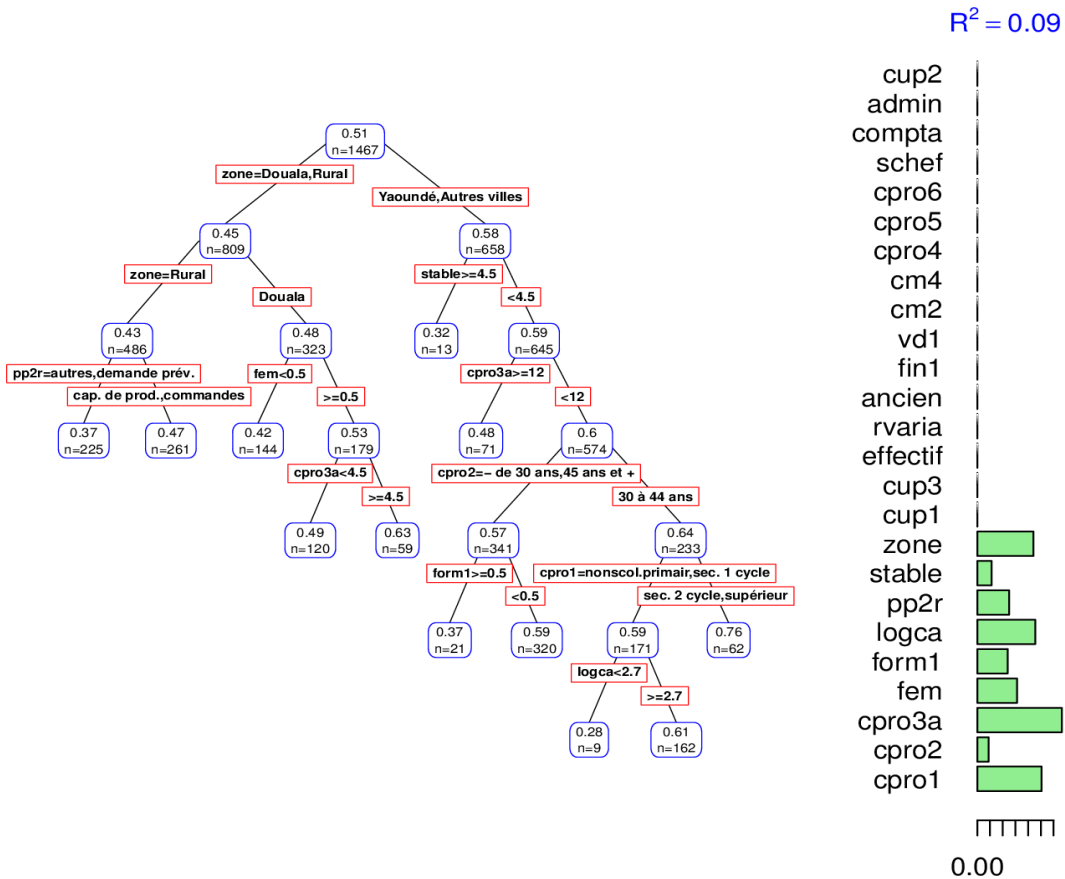 R² = 0.09
0.51
n=1467
zone=Douala,Rural
Yaoundé,Autres villes
0.45
n=809
0.58
n=658
zone=Rural
Douala
stable>=4.5
<4.5
0.43
n=486
0.48
n=323
0.32
n=13
0.59
n=645
pp2r=autres,demande prév.
cap. de prod.,commandes
fem<0.5
>=0.5
cpro3a>=12
<12
0.37
n=225
0.47
n=261
0.42
n=144
0.53
n=179
0.48
n=71
0.6
n=574
cpro3a<4.5
>=4.5
cpro2=− de 30 ans,45 ans et +
30 à 44 ans
0.49
n=120
0.63
n=59
0.57
n=341
0.64
n=233
form1>=0.5
<0.5
cpro1=nonscol.primair,sec. 1 cycle
sec. 2 cycle,supérieur
0.37
n=21
0.59
n=320
0.59
n=171
0.76
n=62
logca<2.7
>=2.7
0.28
n=9
0.61
n=162
cup2
admin
compta
schef
cpro6
cpro5
cpro4
cm4
cm2
vd1
fin1
ancien
rvaria
effectif
cup3
cup1
zone
stable
pp2r
logca
form1
fem
cpro3a
cpro2
cpro1
0.00